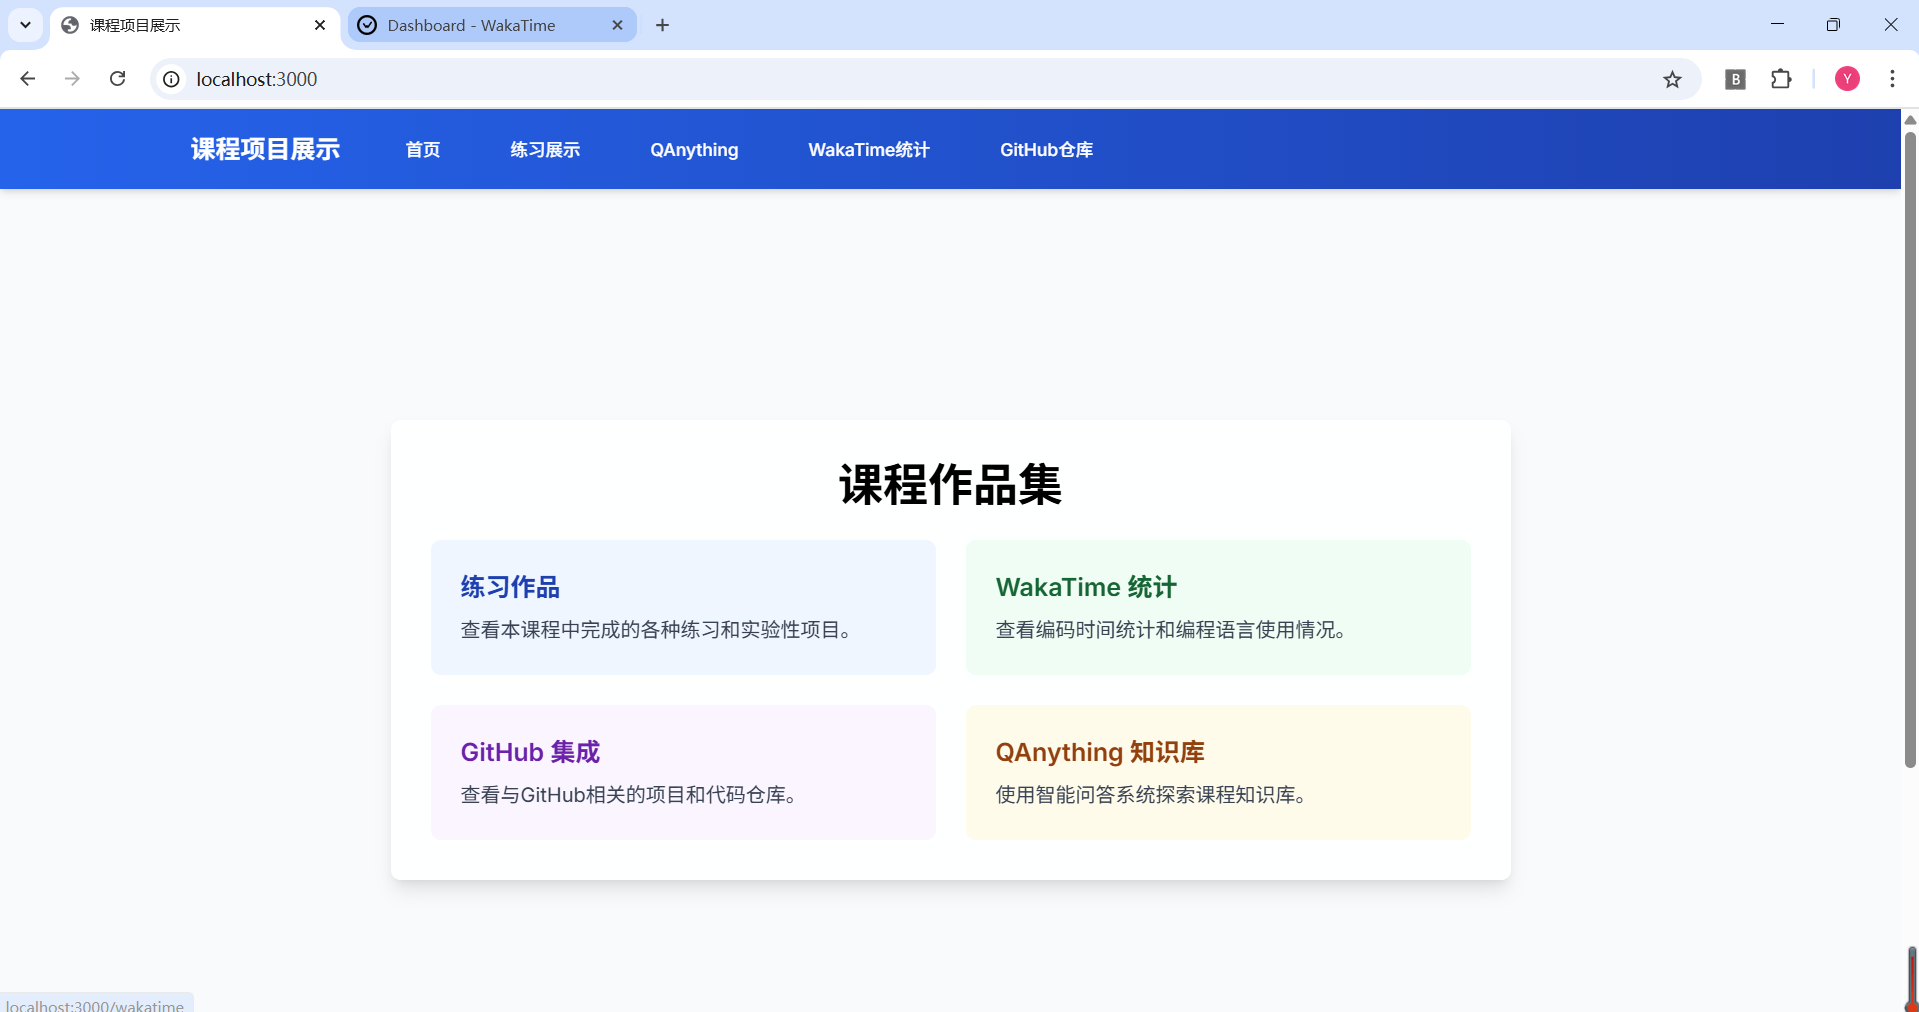 课程项目展示
Dashboard - WakaTime
localhost:3000
B
Y
课程项目展示 首页 练习展示 QAnything WakaTime统计 GitHub仓库
课程作品集
练习作品
查看本课程中完成的各种练习和实验性项目。
WakaTime 统计
查看编码时间统计和编程语言使用情况。
GitHub 集成
查看与GitHub相关的项目和代码仓库。
QAnything 知识库
使用智能问答系统探索课程知识库。
localhost:3000/wakatime